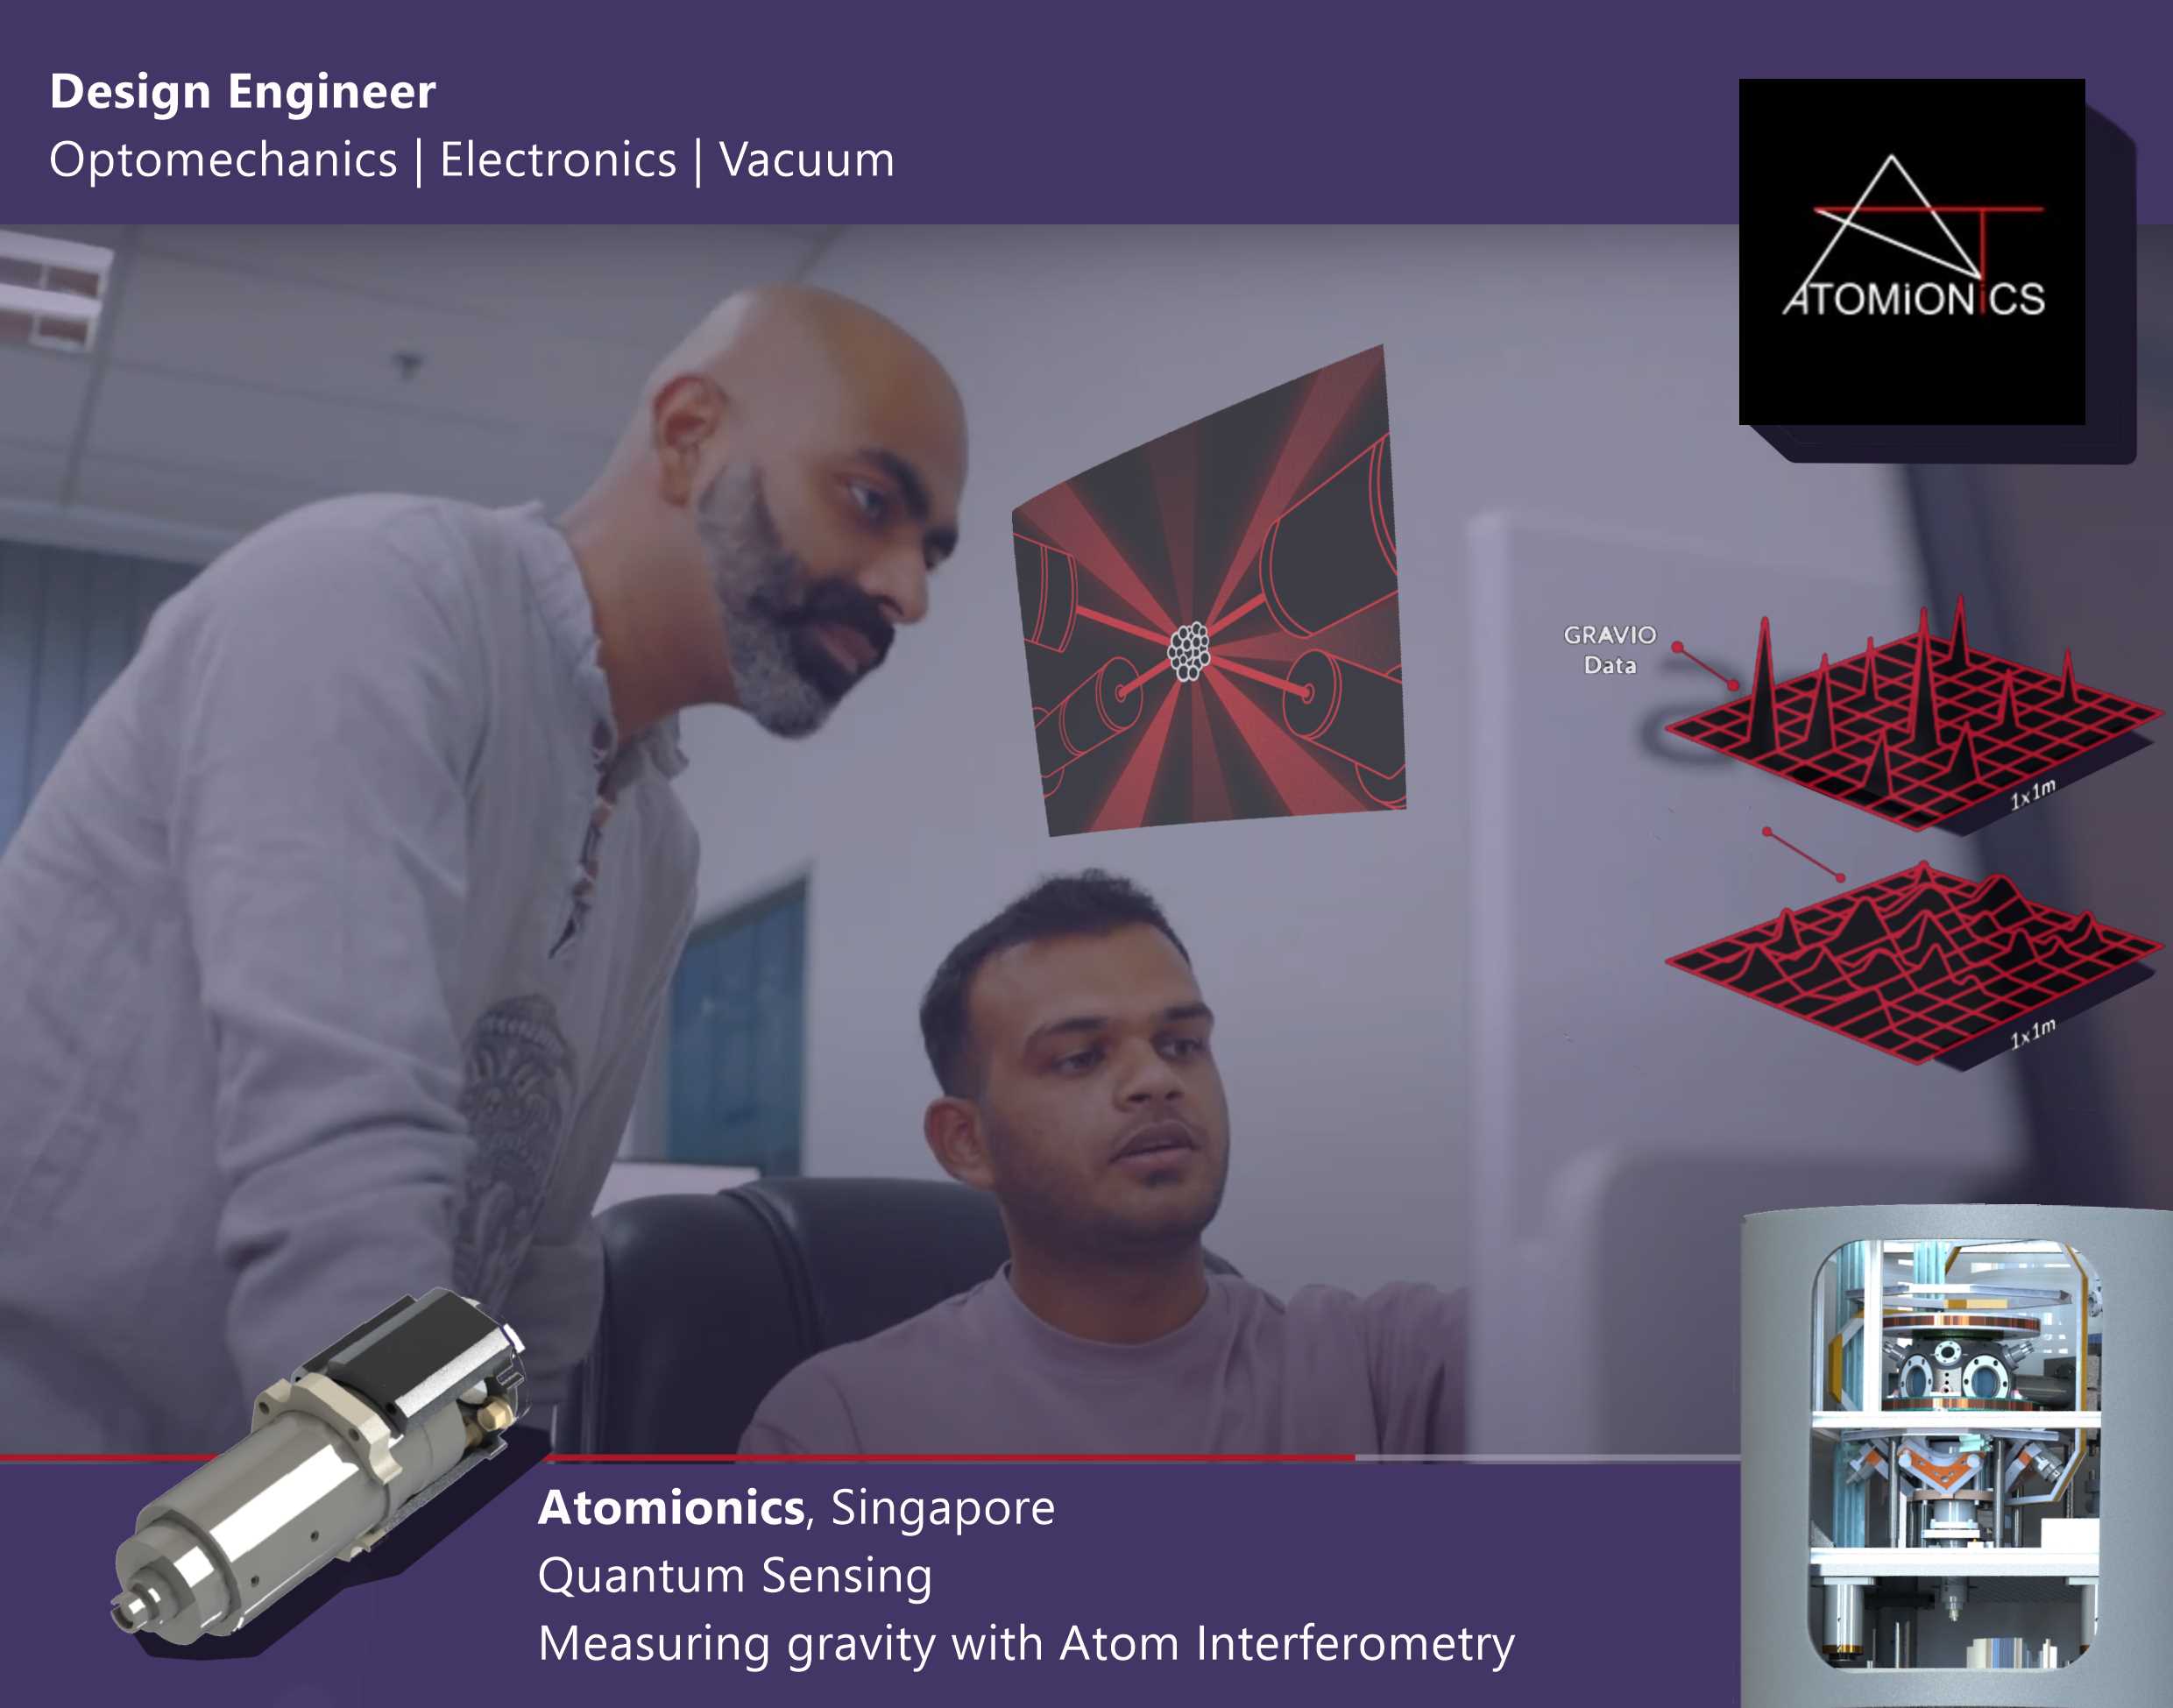 Design Engineer
Optomechanics | Electronics | Vacuum
ATOMiONiCS
GRAVIO
Data
1x1m
1x1m
Atomionics, Singapore
Quantum Sensing
Measuring gravity with Atom Interferometry